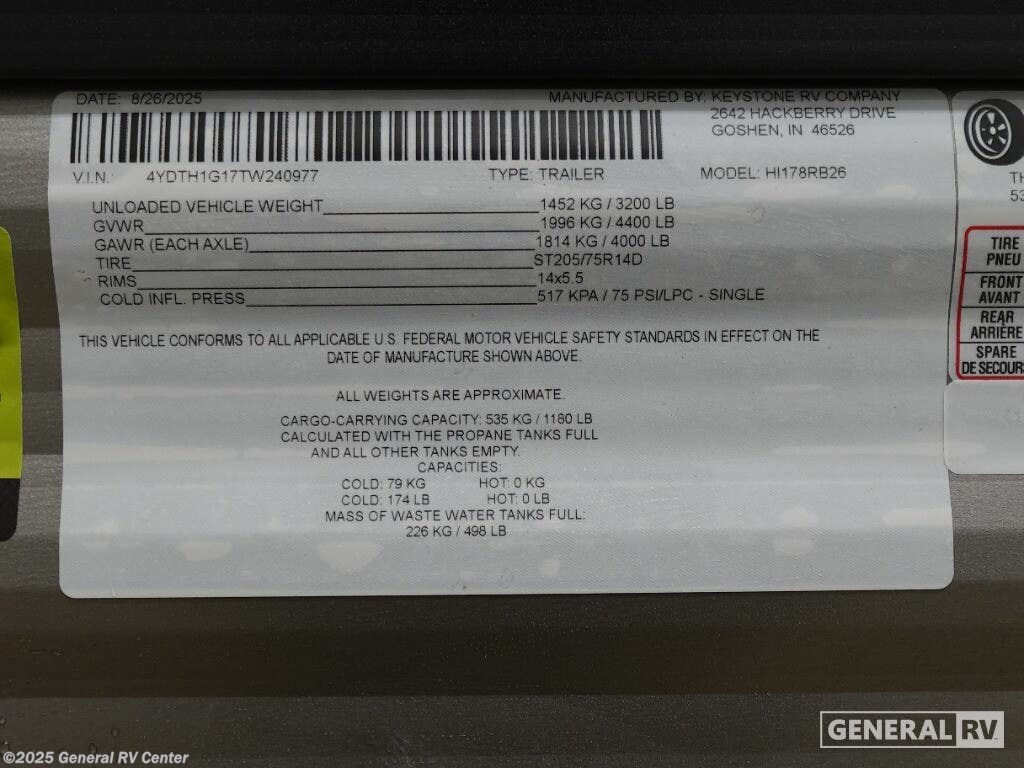 DATE: 8/26/2025
MANUFACTURED BY: KEYSTONE RV COMPANY
2642 HACKBERRY DRIVE
GOSHEN, IN 46526
V.I.N.: 4YDTH1G17TW240977 TYPE: TRAILER MODEL: HI178RB26
UNLOADED VEHICLE WEIGHT 1452 KG / 3200 LB
GVWR 1996 KG / 4400 LB
GAWR (EACH AXLE) 1814 KG / 4000 LB
TIRE ST205/75R14D
RIMS 14x5.5
COLD INFL. PRESS 517 KPA / 75 PSI/LPC - SINGLE
THIS VEHICLE CONFORMS TO ALL APPLICABLE U.S. FEDERAL MOTOR VEHICLE SAFETY STANDARDS IN EFFECT ON THE
DATE OF MANUFACTURE SHOWN ABOVE.
ALL WEIGHTS ARE APPROXIMATE.
CARGO-CARRYING CAPACITY: 535 KG / 1180 LB
CALCULATED WITH THE PROPANE TANKS FULL
AND ALL OTHER TANKS EMPTY.
CAPACITIES:
COLD: 79 KG HOT: 0 KG
COLD: 174 LB HOT: 0 LB
MASS OF WASTE WATER TANKS FULL:
226 KG / 498 LB
TH
53
TIRE
PNEU
FRONT
AVANT
REAR
ARRIÈRE
SPARE
DE SECOURS
GENERAL RV
©2025 General RV Center